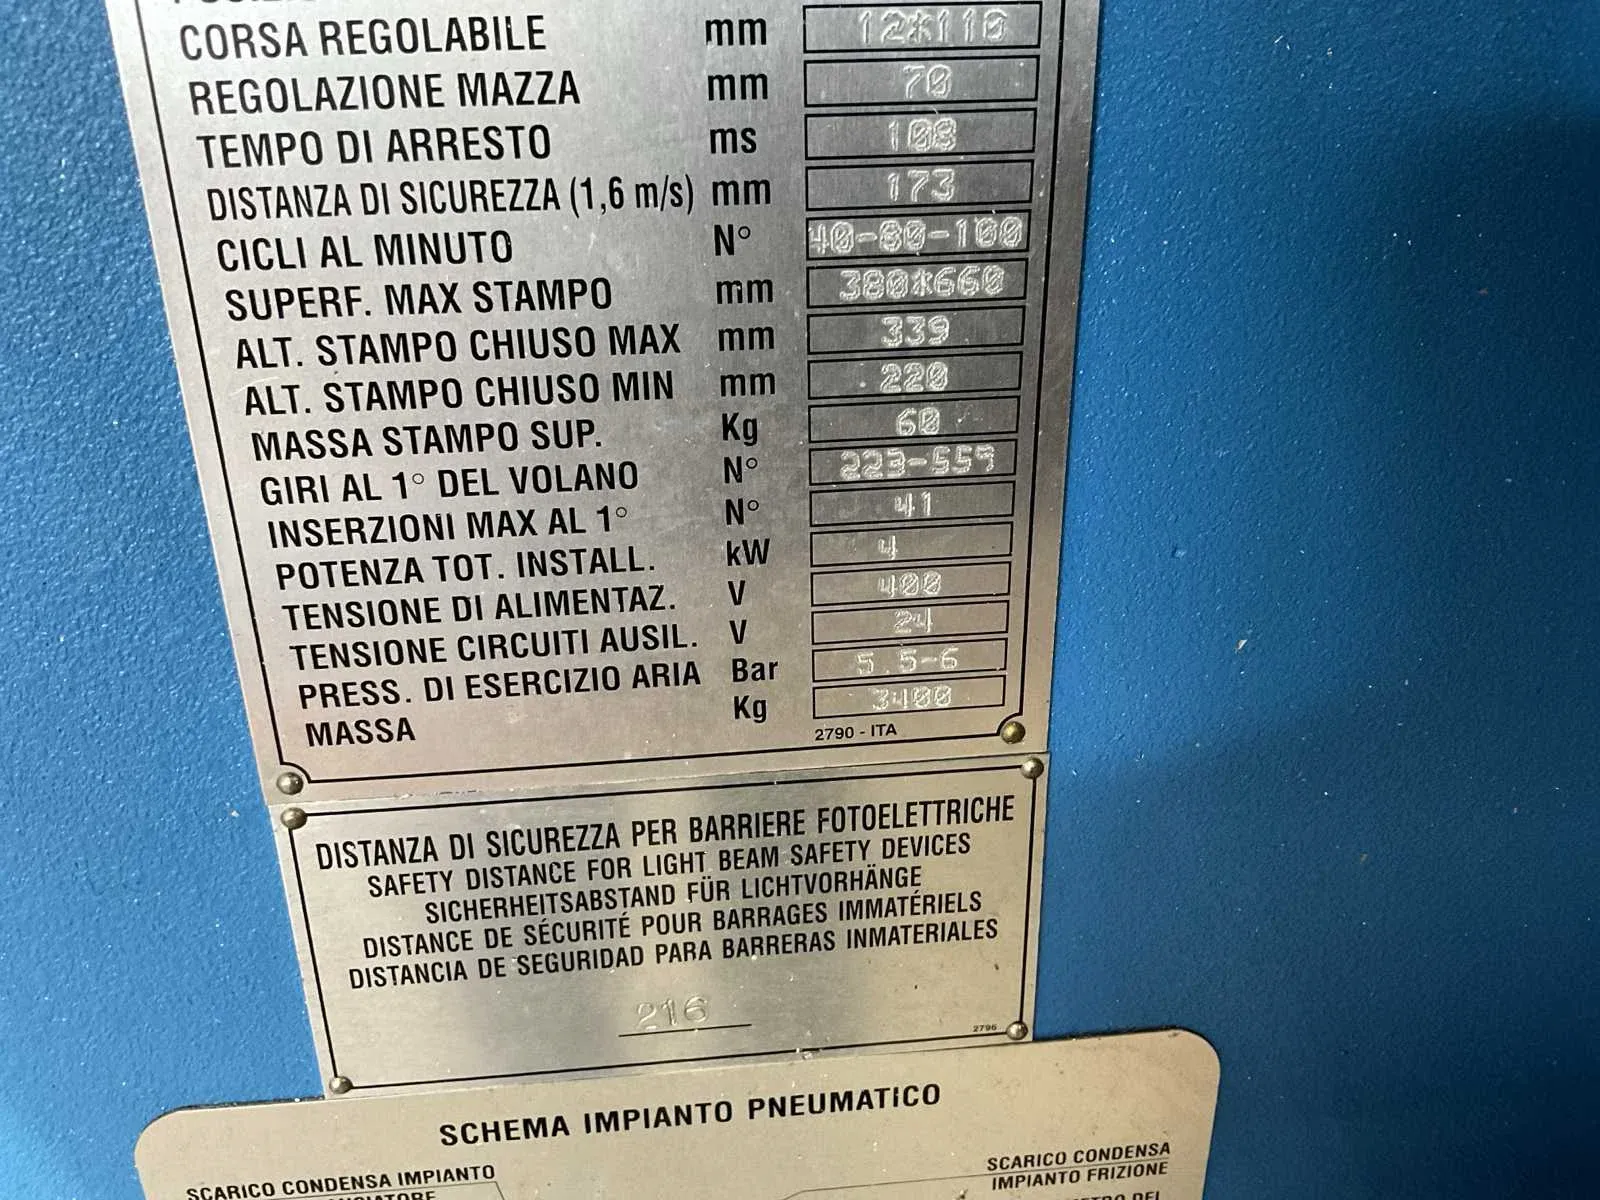 CORSA REGOLABILE mm 12*116
REGOLAZIONE MAZZA mm 70
TEMPO DI ARRESTO ms 108
DISTANZA DI SICUREZZA (1,6 m/s) mm 173
CICLI AL MINUTO N° 40-80-100
SUPERF. MAX STAMPO mm 380*660
ALT. STAMPO CHIUSO MAX mm 339
ALT. STAMPO CHIUSO MIN mm 220
MASSA STAMPO SUP. Kg 60
GIRI AL 1° DEL VOLANO N° 223-559
INSERZIONI MAX AL 1° N° 41
POTENZA TOT. INSTALL. kW 4
TENSIONE DI ALIMENTAZ. V 400
TENSIONE CIRCUITI AUSIL. V 24
PRESS. DI ESERCIZIO ARIA Bar 5.5-6
MASSA Kg 3400
2790 - ITA
DISTANZA DI SICUREZZA PER BARRIERE FOTOELETTRICHE
SAFETY DISTANCE FOR LIGHT BEAM SAFETY DEVICES
SICHERHEITSABSTAND FÜR LICHTVORHÄNGE
DISTANCE DE SÉCURITÉ POUR BARRAGES IMMATÉRIELS
DISTANCIA DE SEGURIDAD PARA BARRERAS INMATERIALES
216
2796
SCHEMA IMPIANTO PNEUMATICO
SCARICO CONDENSA IMPIANTO
SCARICO CONDENSA
IMPIANTO FRIZIONE